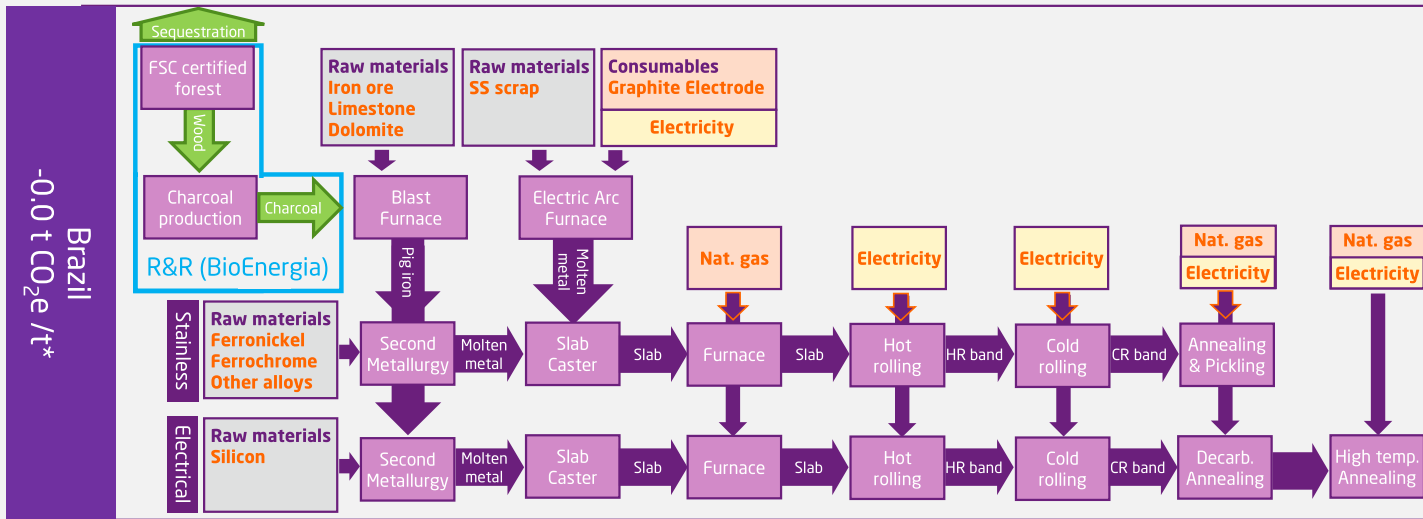 Brazil
-0.0 t CO₂e /t*
Sequestration
FSC certified
forest
Wood
Charcoal
production
Charcoal
R&R (BioEnergia)
Raw materials
Iron ore
Limestone
Dolomite
Raw materials
SS scrap
Consumables
Graphite Electrode
Electricity
Blast
Furnace
Electric Arc
Furnace
Pig iron
Molten
metal
Nat. gas
Electricity
Electricity
Nat. gas
Electricity
Nat. gas
Electricity
Stainless
Raw materials
Ferronickel
Ferrochrome
Other alloys
Second
Metallurgy
Molten
metal
Slab
Caster
Slab
Furnace
Slab
Hot
rolling
HR band
Cold
rolling
CR band
Annealing
& Pickling
Electrical
Raw materials
Silicon
Second
Metallurgy
Molten
metal
Slab
Caster
Slab
Furnace
Slab
Hot
rolling
HR band
Cold
rolling
CR band
Decarb.
Annealing
High temp.
Annealing